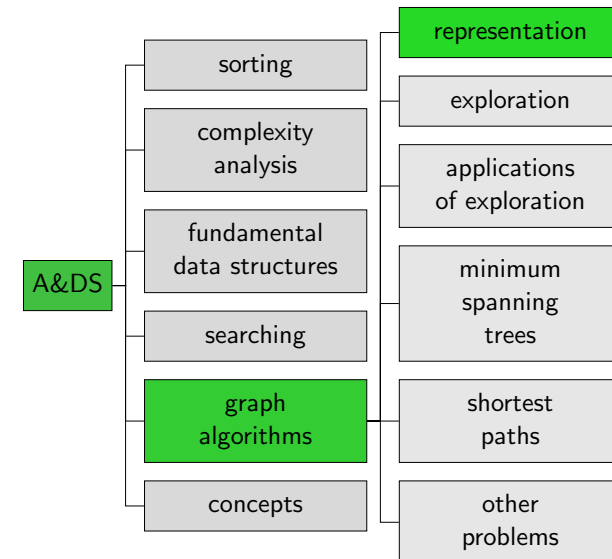 A&DS
sorting
complexity
analysis
fundamental
data structures
searching
graph
algorithms
concepts
representation
exploration
applications
of exploration
minimum
spanning
trees
shortest
paths
other
problems